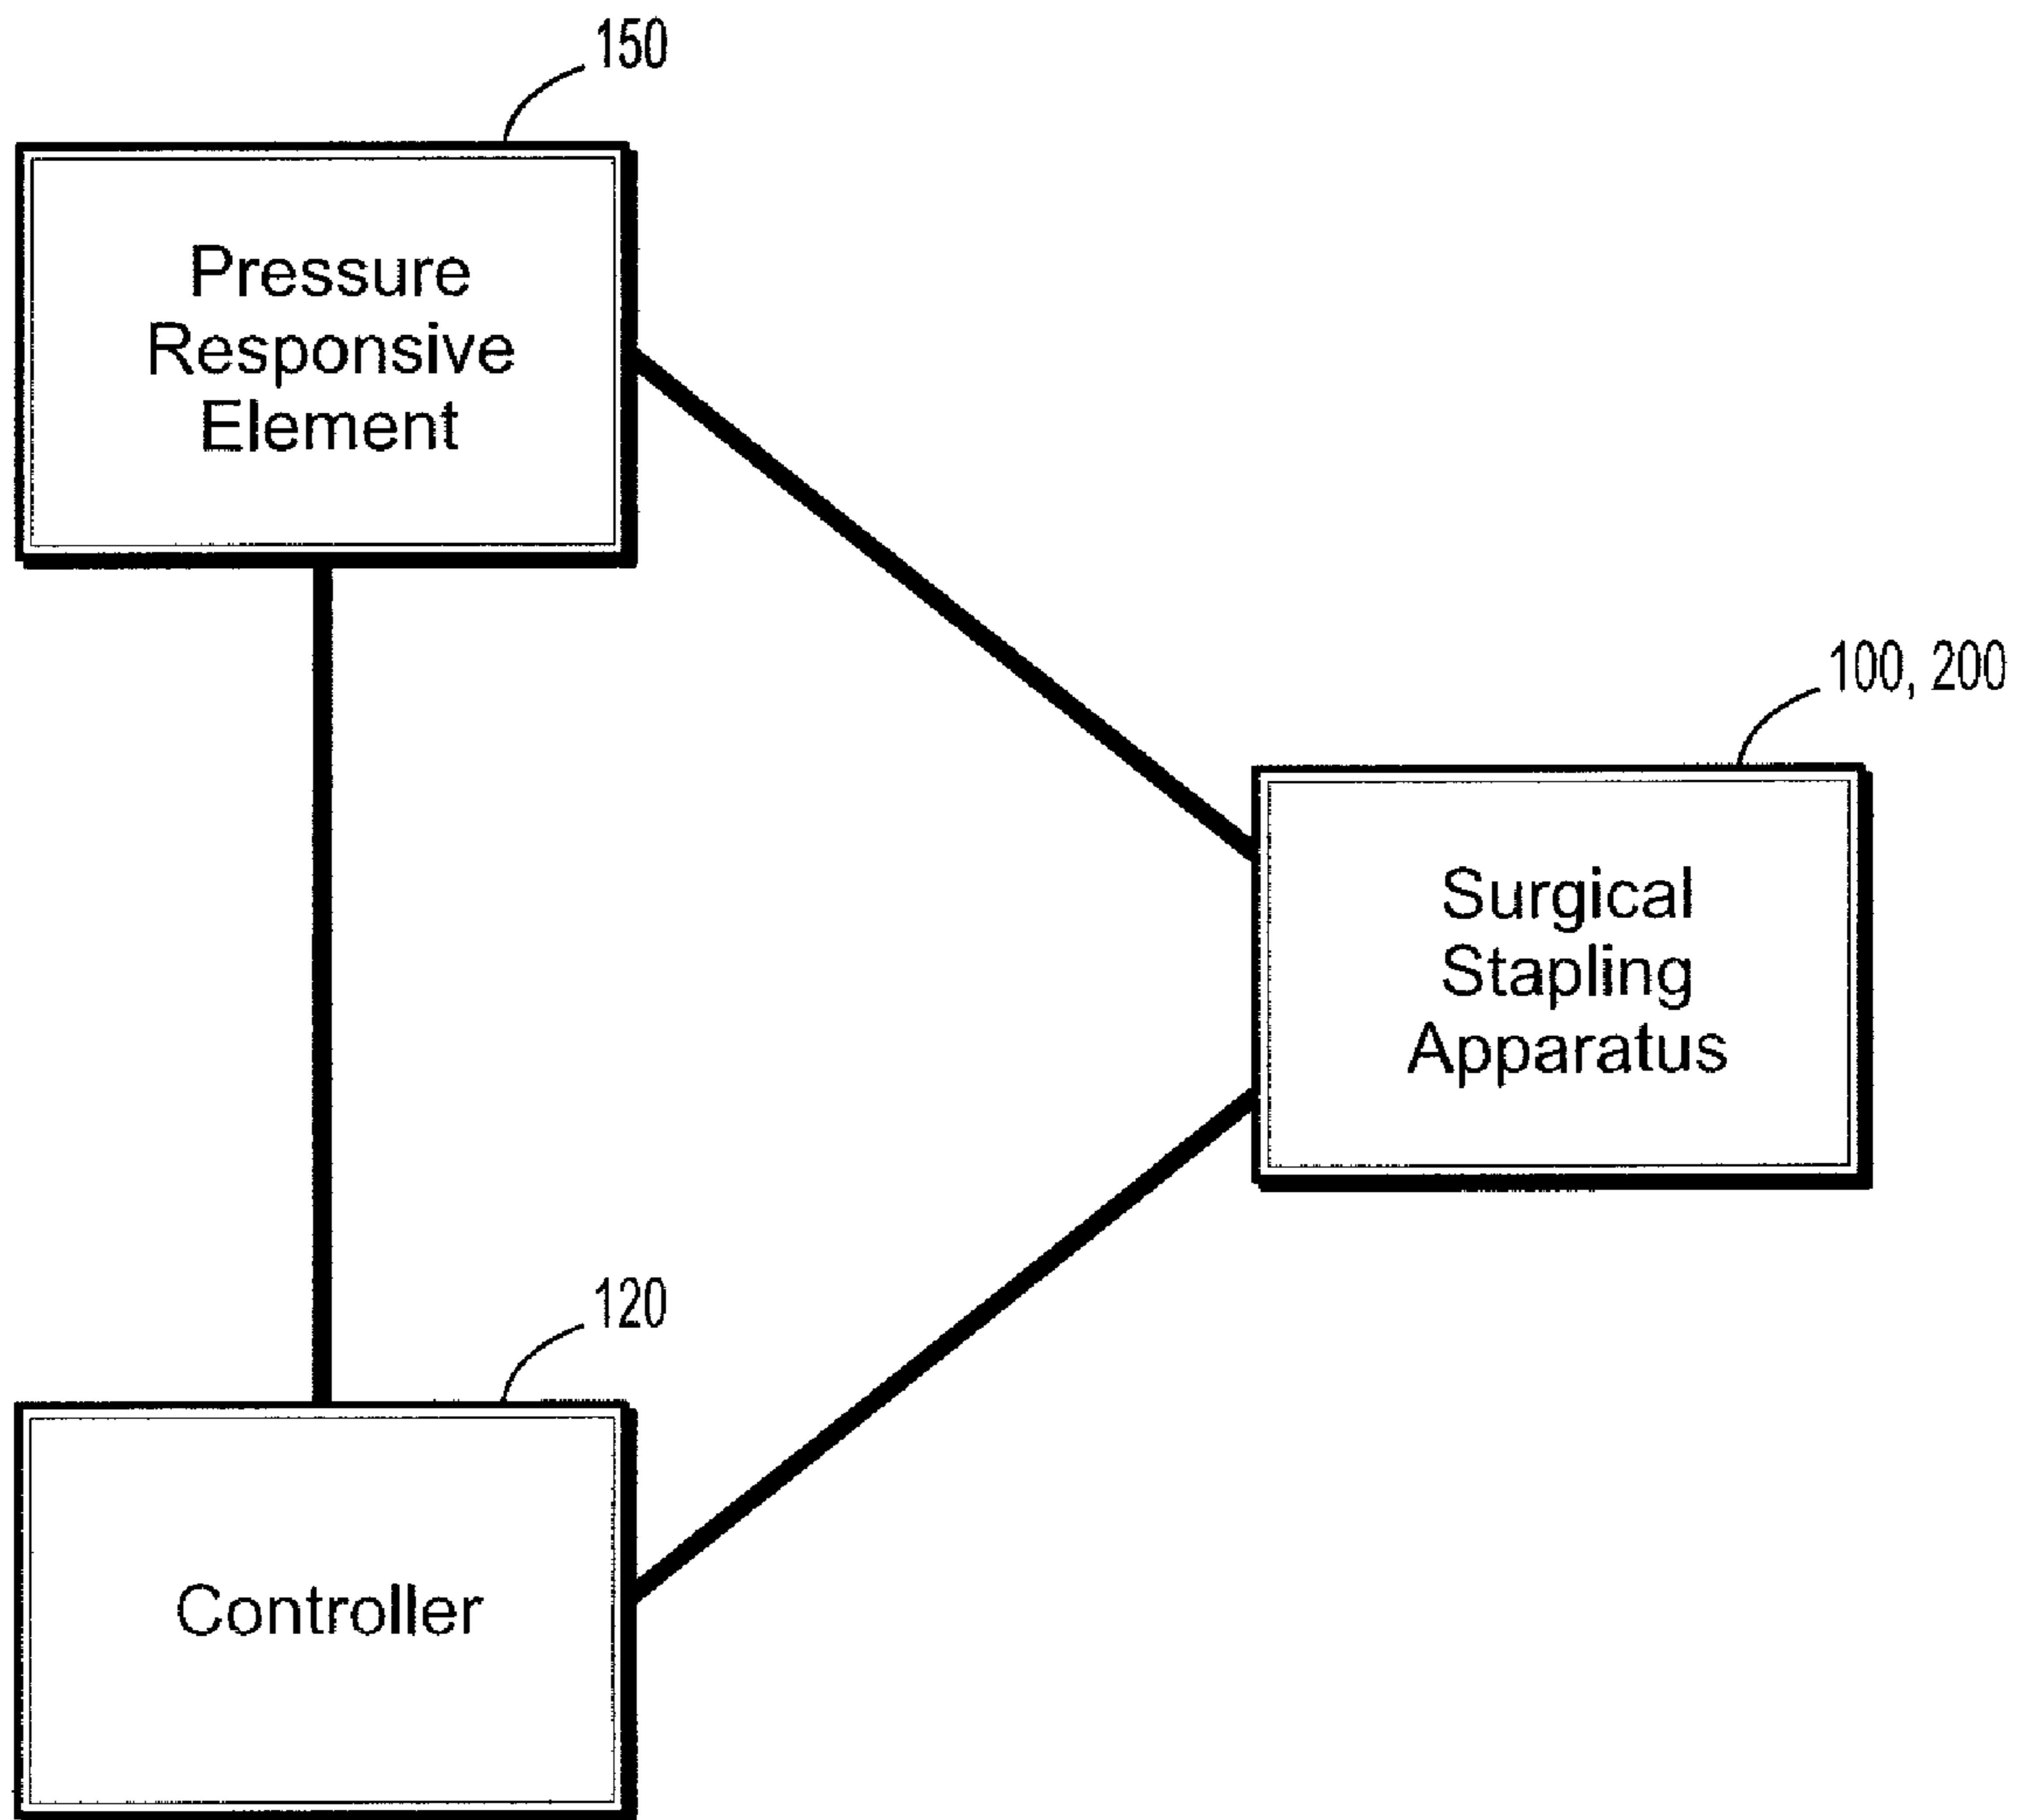 150
Pressure
Responsive
Element
100, 200
Surgical
Stapling
Apparatus
120
Controller